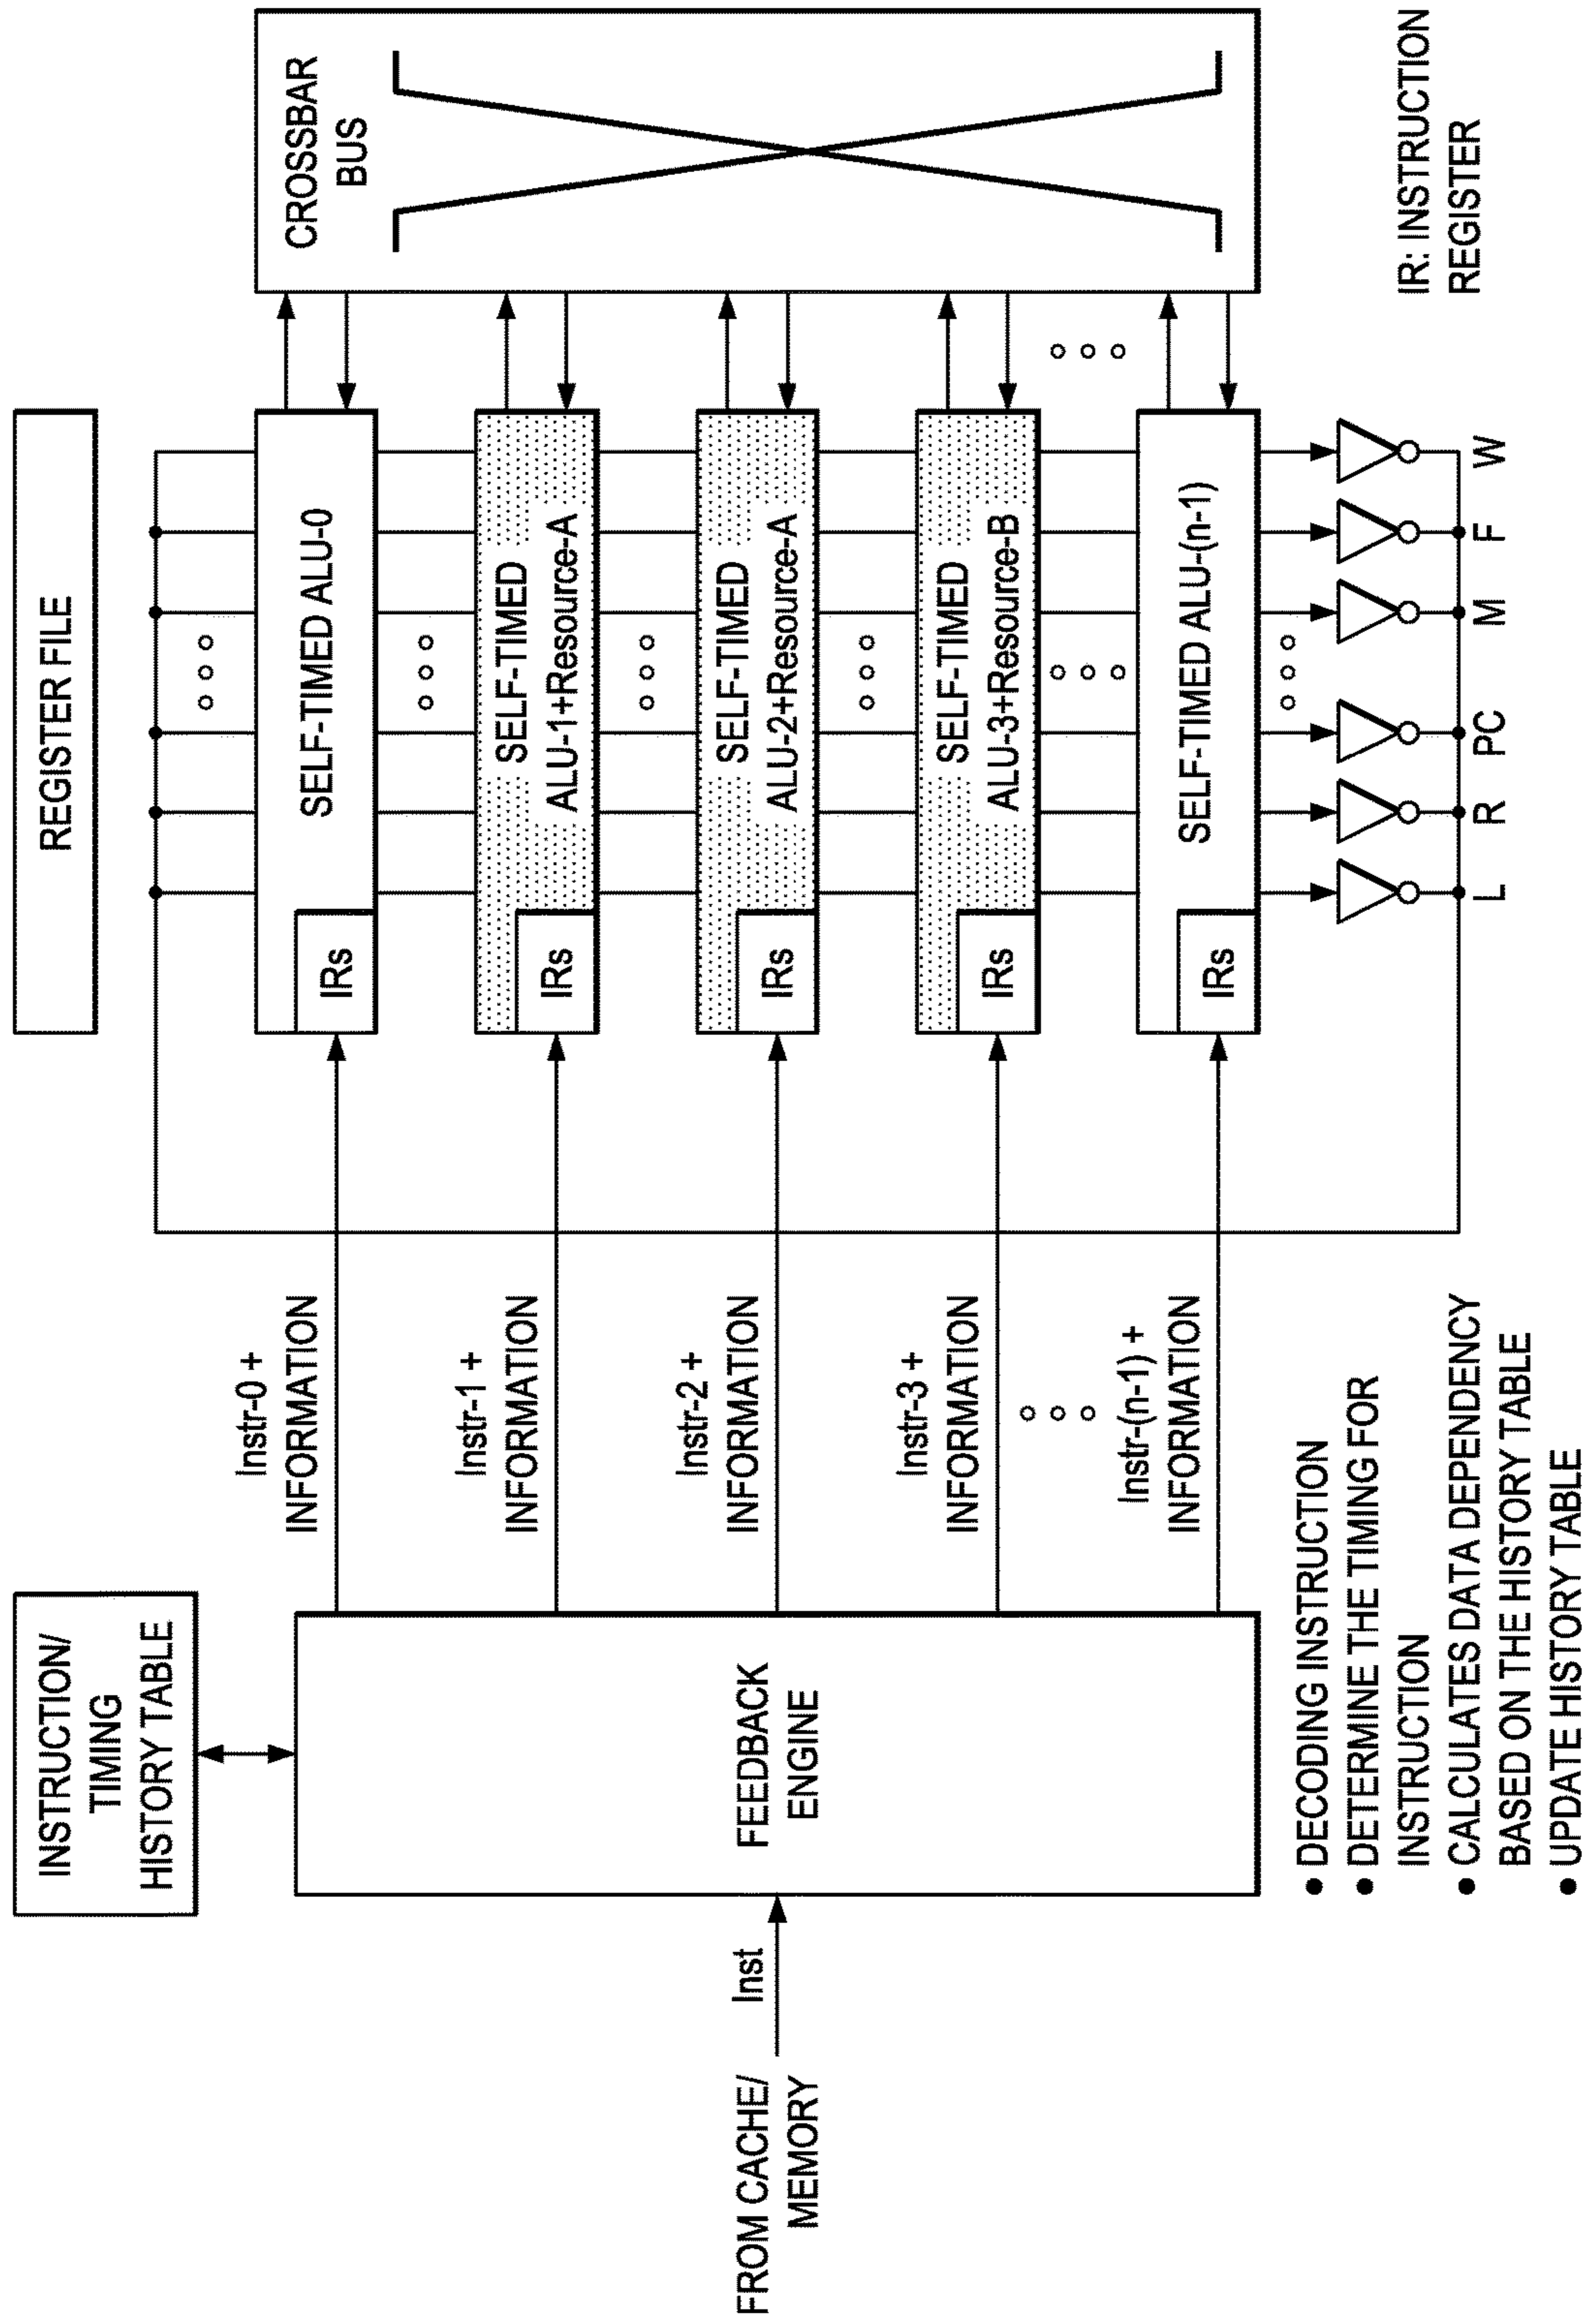 INSTRUCTION/
TIMING
HISTORY TABLE
REGISTER FILE
FROM CACHE/
MEMORY
Inst
FEEDBACK
ENGINE
Instr-0 +
INFORMATION
Instr-1 +
INFORMATION
Instr-2 +
INFORMATION
Instr-3 +
INFORMATION
Instr-(n-1) +
INFORMATION
IRs
SELF-TIMED ALU-0
IRs
SELF-TIMED
ALU-1+Resource-A
IRs
SELF-TIMED
ALU-2+Resource-A
IRs
SELF-TIMED
ALU-3+Resource-B
IRs
SELF-TIMED ALU-(n-1)
CROSSBAR
BUS
L R PC M F W
• DECODING INSTRUCTION
• DETERMINE THE TIMING FOR
INSTRUCTION
• CALCULATES DATA DEPENDENCY
BASED ON THE HISTORY TABLE
• UPDATE HISTORY TABLE
IR: INSTRUCTION
REGISTER